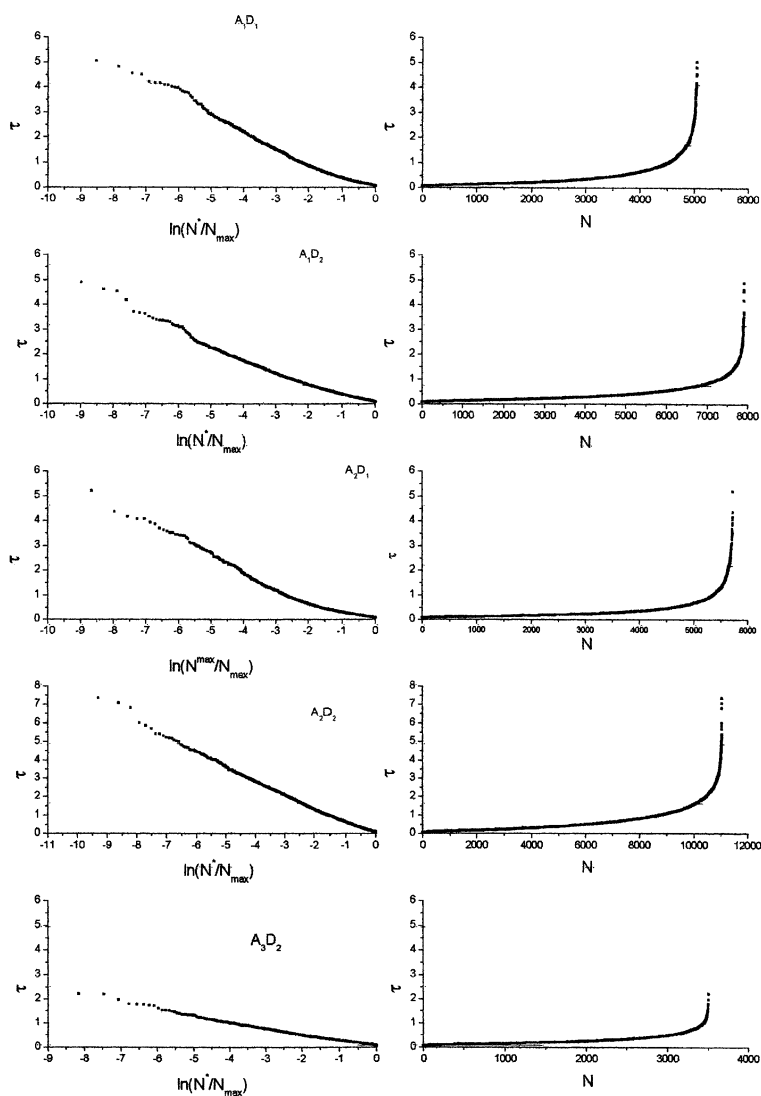 A₁D₁
6
5
4
3
2
1
0
τ
-10 -9 -8 -7 -6 -5 -4 -3 -2 -1 0
ln(N*/Nmax)
6
5
4
3
2
1
0
τ
0 1000 2000 3000 4000 5000 6000
N
A₁D₂
6
5
4
3
2
1
0
τ
-10 -9 -8 -7 -6 -5 -4 -3 -2 -1 0
ln(N*/Nmax)
6
5
4
3
2
1
0
τ
0 1000 2000 3000 4000 5000 6000 7000 8000
N
A₂D₁
6
5
4
3
2
1
0
τ
-10 -9 -8 -7 -6 -5 -4 -3 -2 -1 0
ln(Nmax/Nmax)
6
5
4
3
2
1
0
τ
0 1000 2000 3000 4000 5000 6000
N
A₂D₂
8
7
6
5
4
3
2
1
0
τ
-10 -9 -8 -7 -6 -5 -4 -3 -2 -1 0
ln(N*/Nmax)
8
7
6
5
4
3
2
1
0
τ
0 2000 4000 6000 8000 10000 12000
N
A₃D₂
6
5
4
3
2
1
0
τ
-9 -8 -7 -6 -5 -4 -3 -2 -1 0
ln(N*/Nmax)
6
5
4
3
2
1
0
τ
0 1000 2000 3000 4000
N